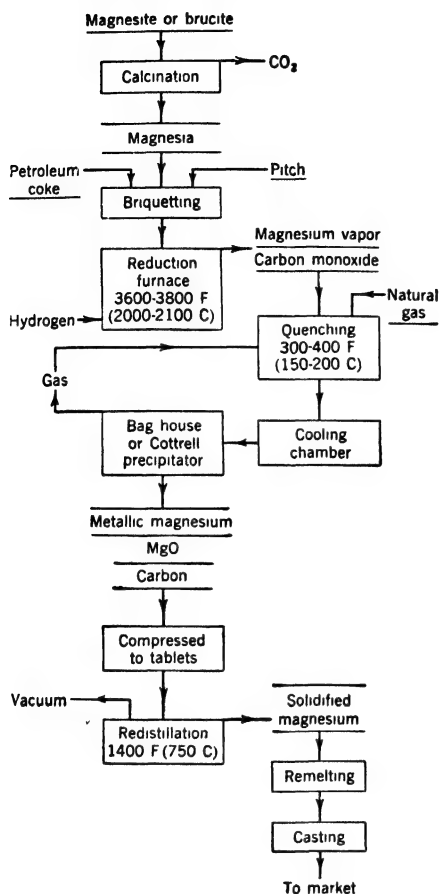 Magnesite or brucite
CO₂
Calcination
Magnesia
Petroleum
coke
Pitch
Briquetting
Magnesium vapor
Carbon monoxide
Reduction
furnace
3600-3800 F
(2000-2100 C)
Natural
gas
Hydrogen
Quenching
300-400 F
(150-200 C)
Gas
Bag house
or Cottrell
precipitator
Cooling
chamber
Metallic magnesium
MgO
Carbon
Compressed
to tablets
Vacuum
Solidified
magnesium
Redistillation
1400 F (750 C)
Remelting
Casting
To market